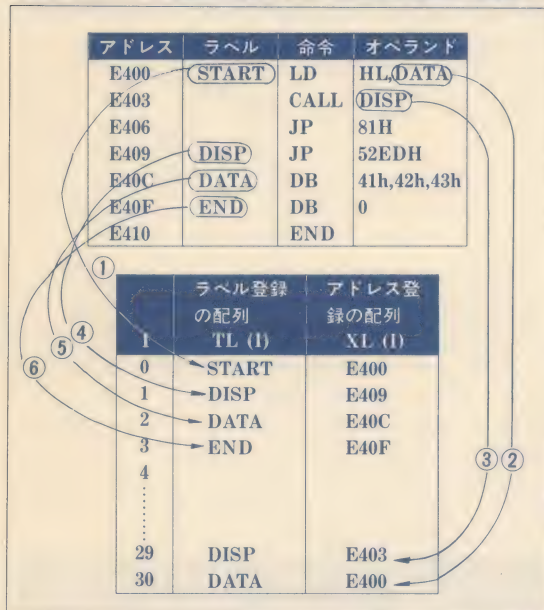 アドレス ラベル 命令 オペランド
E400 START LD HL,DATA
E403 CALL DISP
E406 JP 81H
E409 DISP JP 52EDH
E40C DATA DB 41h,42h,43h
E40F END DB 0
E410 END
① ② ③ ④ ⑤ ⑥
ラベル登録 アドレス登
の配列 録の配列
I TL (I) XL (I)
0 START E400
1 DISP E409
2 DATA E40C
3 END E40F
4
29 DISP E403
30 DATA E400